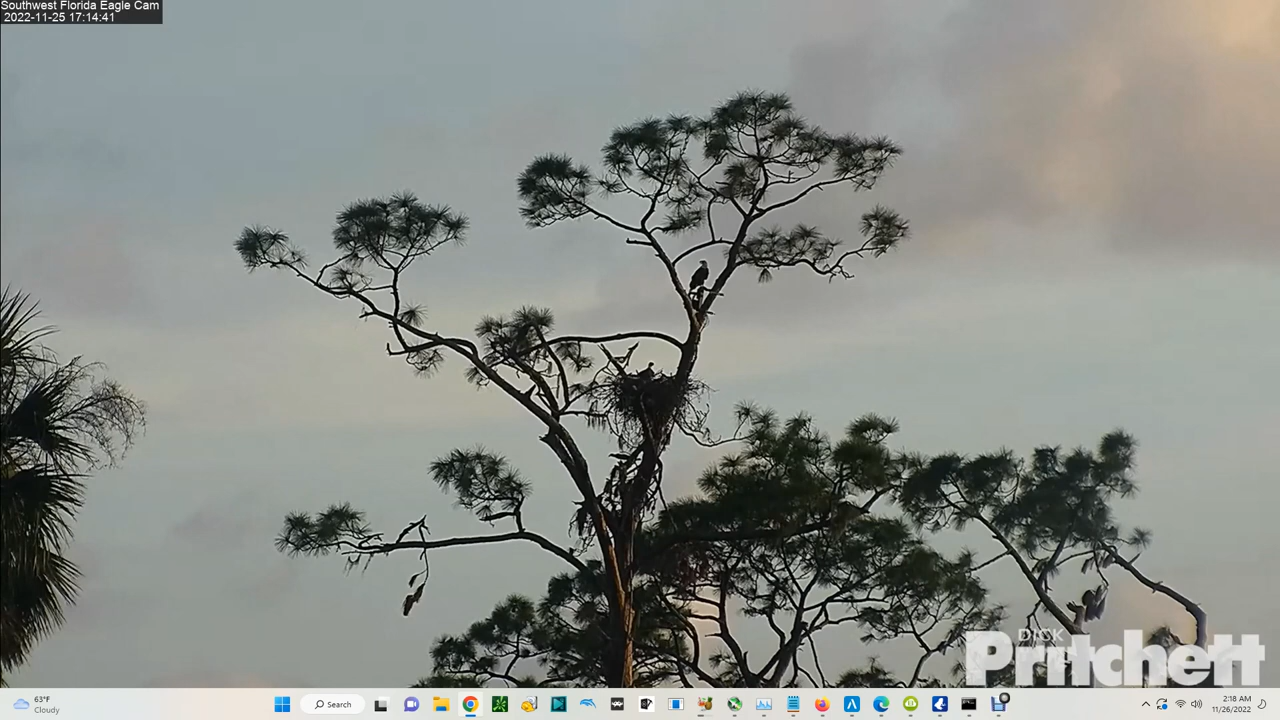 Southwest Florida Eagle Cam
2022-11-25 17:14:41
DICK
Pritchett
63°F
Cloudy
Search
2:18 AM
11/26/2022